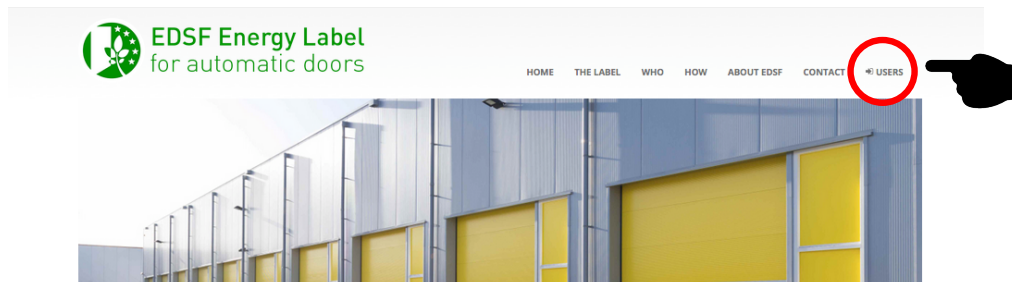 EDSF Energy Label
for automatic doors
HOME THE LABEL WHO HOW ABOUT EDSF CONTACT USERS